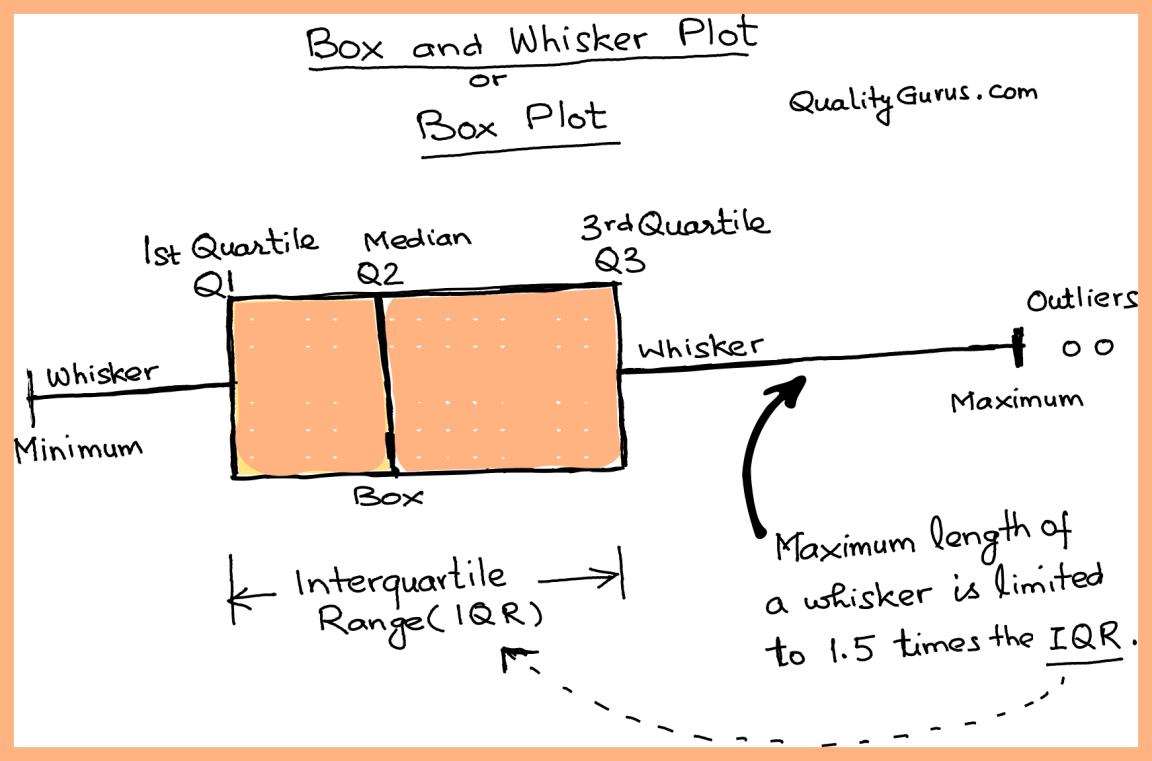 Box and Whisker Plot
or
Box Plot
QualityGurus.com
1st Quartile
Q1
Median
Q2
3rd Quartile
Q3
Outliers
Whisker
Whisker
Minimum
Maximum
Box
Interquartile
Range (IQR)
Maximum length of
a whisker is limited
to 1.5 times the IQR.